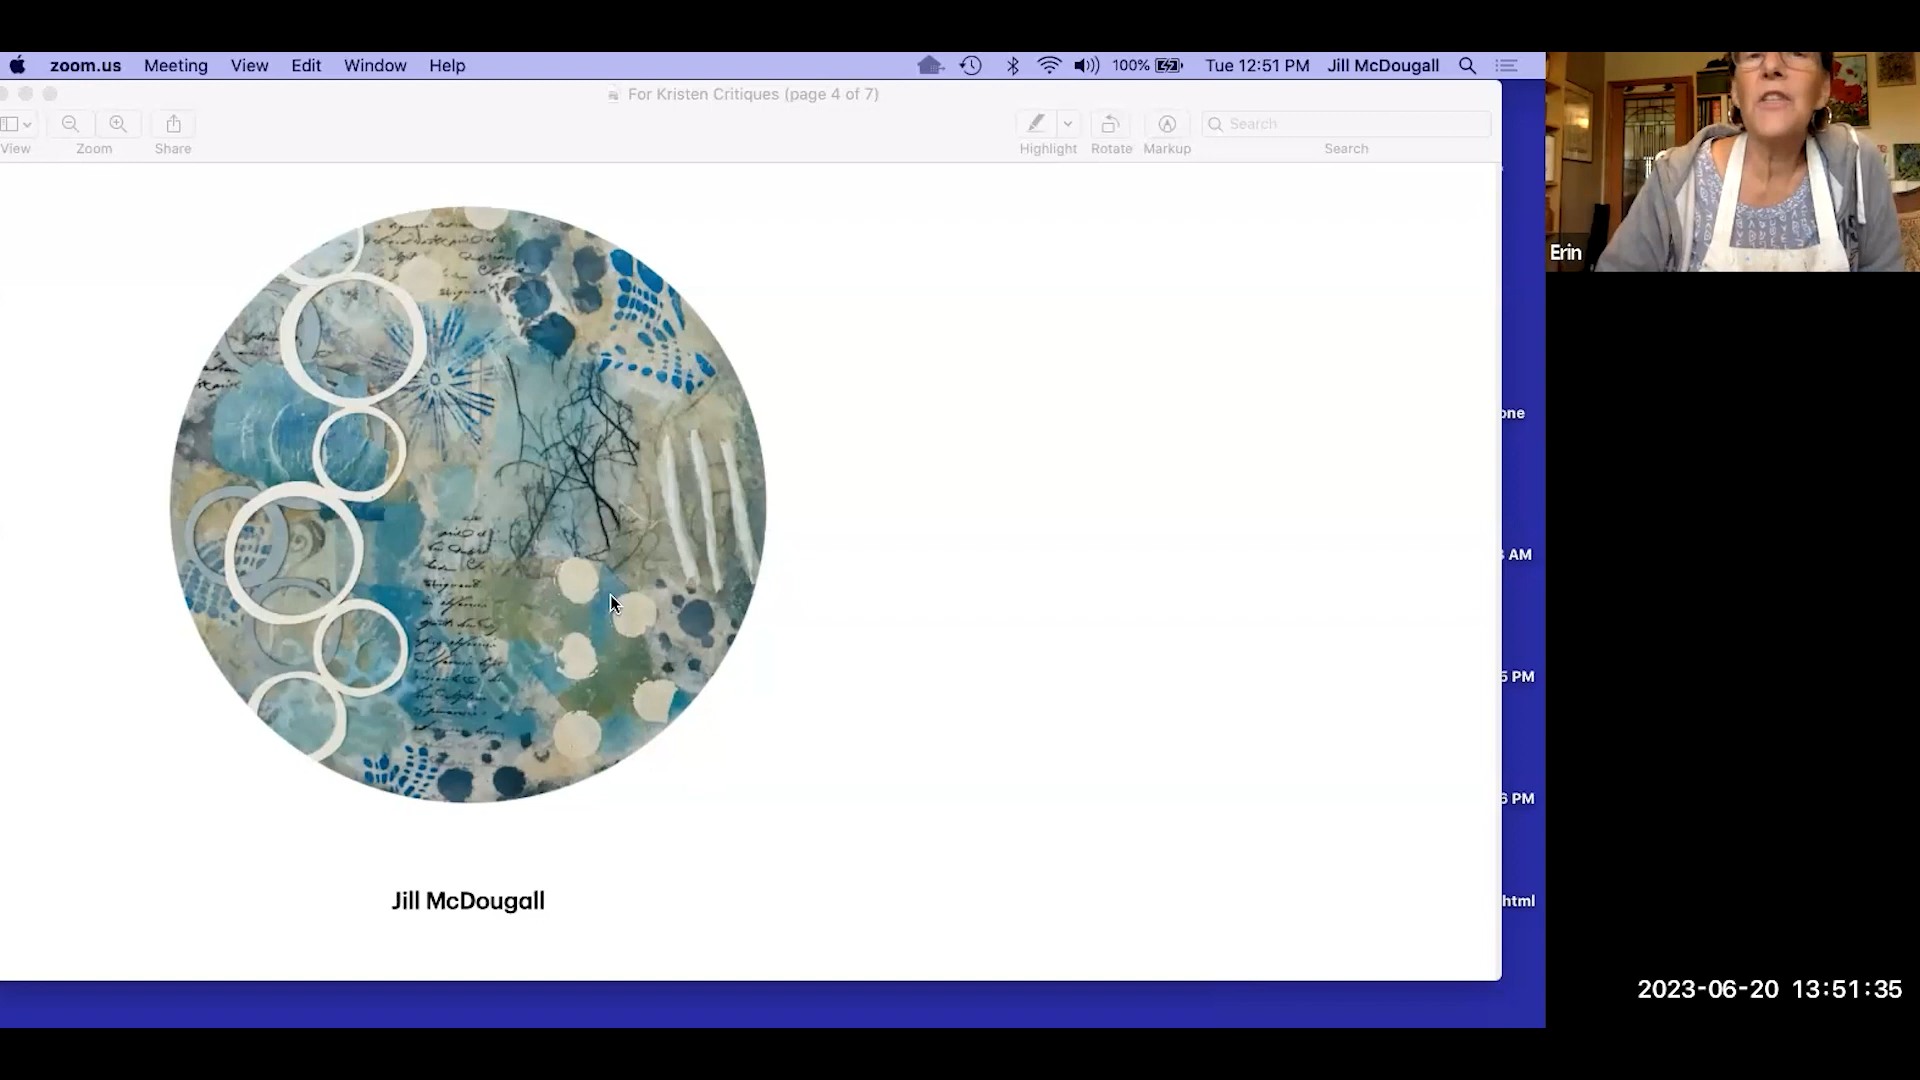 zoom.us Meeting View Edit Window Help 100% Tue 12:51 PM Jill McDougall
For Kristen Critiques (page 4 of 7)
Search
View Zoom Share Highlight Rotate Markup Search
Erin
one
AM
5 PM
6 PM
html
Jill McDougall
2023-06-20 13:51:35